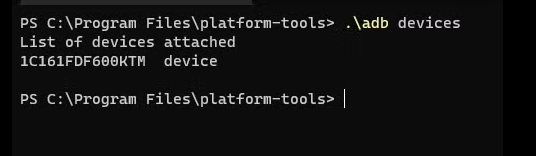 PS C:\Program Files\platform-tools> .\adb devices
List of devices attached
1C161FDF600KTM  device
PS C:\Program Files\platform-tools>